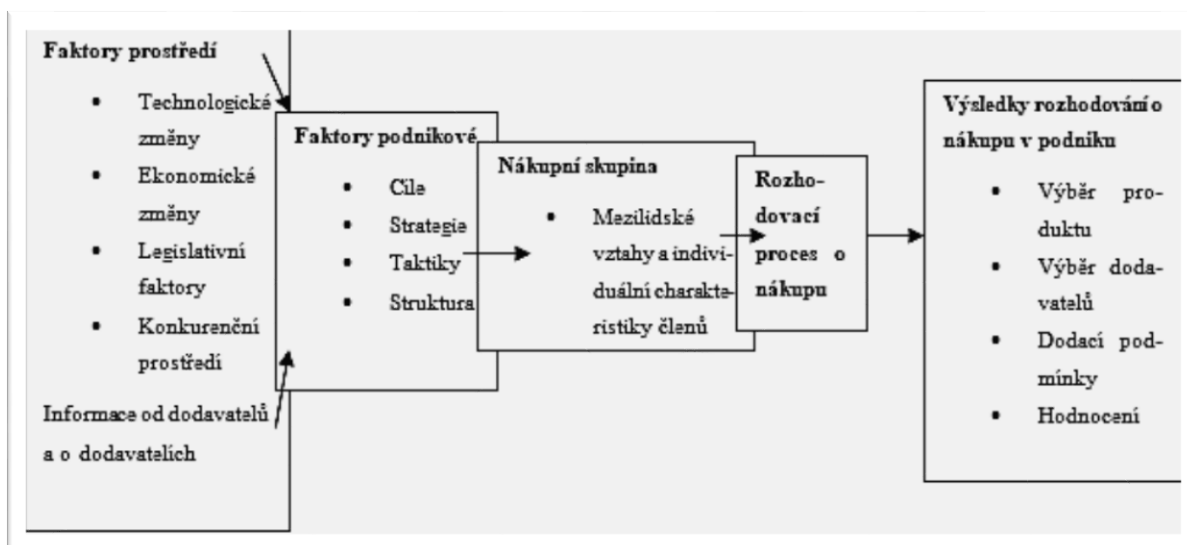 Faktory prostředí
• Technologické
změny
• Ekonomické
změny
• Legislativní
faktory
• Konkurenční
prostředí
Informace od dodavatelů
a o dodavatelích
Faktory podnikové
• Cíle
• Strategie
• Taktiky
• Struktura
Nákupní skupina
• Mezilidské
vztahy a indivi-
duální charakte-
ristiky členů
Rozho-
dovací
proces o
nákupu
Výsledky rozhodování o
nákupu v podniku
• Výběr pro-
duktu
• Výběr doda-
vatelů
• Dodací pod-
mínky
• Hodnocení